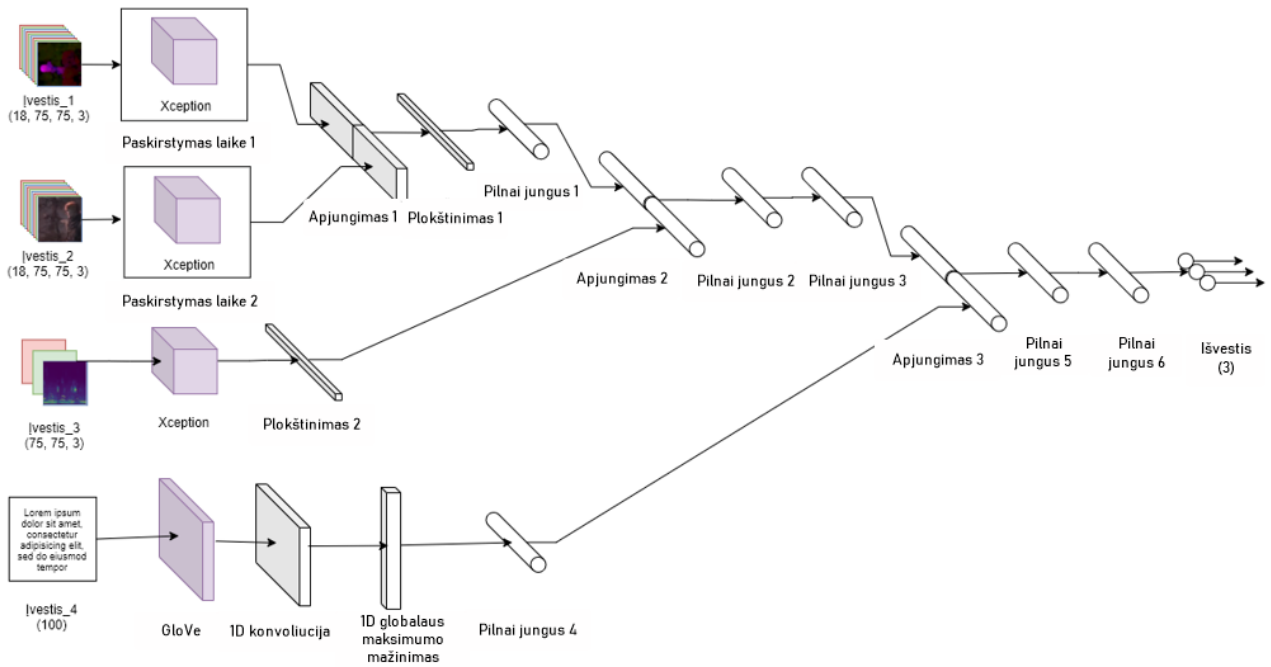 Įvestis_1
(18, 75, 75, 3)
Xception
Paskirstymas laike 1
Įvestis_2
(18, 75, 75, 3)
Xception
Paskirstymas laike 2
Apjungimas 1
Plokštinimas 1
Pilnai jungus 1
Apjungimas 2
Pilnai jungus 2
Pilnai jungus 3
Apjungimas 3
Pilnai
jungus 5
Pilnai
jungus 6
Išvestis
(3)
Įvestis_3
(75, 75, 3)
Xception
Plokštinimas 2
Lorem ipsum
dolor sit amet,
consectetur
adipisicing elit,
sed do eiusmod
tempor
Įvestis_4
(100)
GloVe
1D konvoliucija
1D globalaus
maksimumo
mažinimas
Pilnai jungus 4